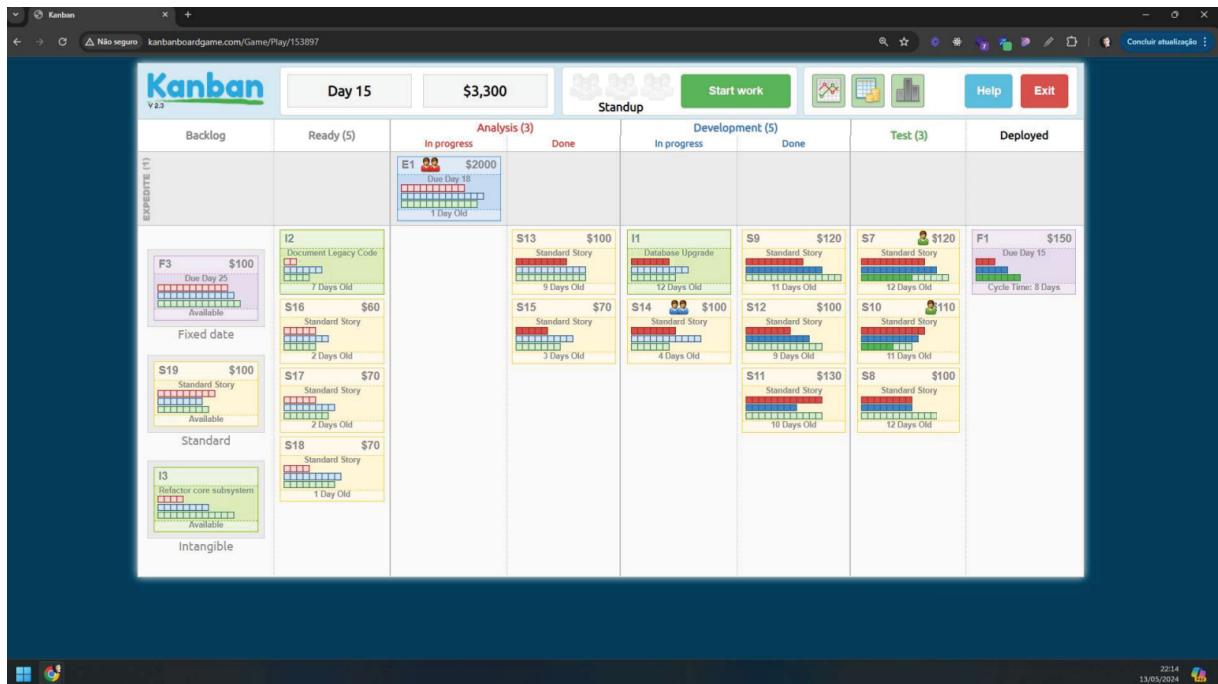 Kanban
Não seguro kanbanboardgame.com/Game/Play/153897
Concluir atualização
Kanban
V 2.3
Day 15
$3,300
Standup
Start work
Help
Exit
Backlog
Ready (5)
Analysis (3)
In progress
Done
Development (5)
In progress
Done
Test (3)
Deployed
EXPEDITE (1)
E1 $2000
Due Day 18
1 Day Old
F3 $100
Due Day 25
Available
Fixed date
S19 $100
Standard Story
Available
Standard
I3
Refactor core subsystem
Available
Intangible
I2
Document Legacy Code
7 Days Old
S16 $60
Standard Story
2 Days Old
S17 $70
Standard Story
2 Days Old
S18 $70
Standard Story
1 Day Old
S13 $100
Standard Story
9 Days Old
S15 $70
Standard Story
3 Days Old
I1
Database Upgrade
12 Days Old
S14 $100
Standard Story
4 Days Old
S9 $120
Standard Story
11 Days Old
S12 $100
Standard Story
9 Days Old
S11 $130
Standard Story
10 Days Old
S7 $120
Standard Story
12 Days Old
S10 $110
Standard Story
11 Days Old
S8 $100
Standard Story
12 Days Old
F1 $150
Due Day 15
Cycle Time: 8 Days
22:14
13/05/2024